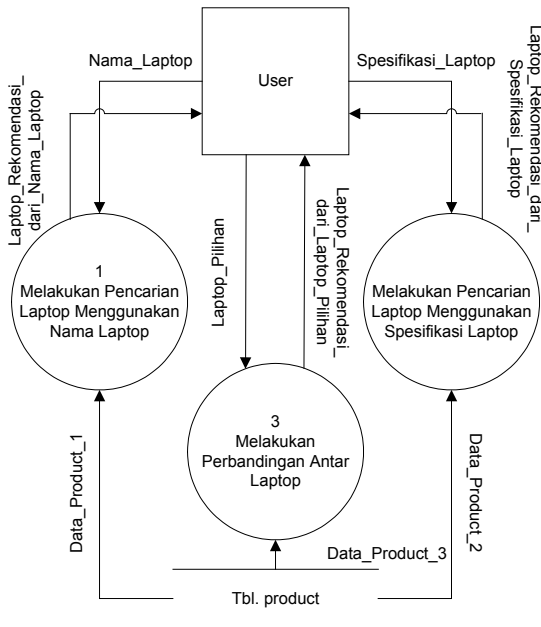 Nama_Laptop
User
Spesifikasi_Laptop
Laptop_Rekomendasi_
dari_Nama_Laptop
Laptop_Rekomendasi_dari_
Spesifikasi_Laptop
Laptop_Pilihan
Laptop_Rekomendasi_
dari_Laptop_Pilihan
1
Melakukan Pencarian
Laptop Menggunakan
Nama Laptop
Melakukan Pencarian
Laptop Menggunakan
Spesifikasi Laptop
3
Melakukan
Perbandingan Antar
Laptop
Data_Product_1
Data_Product_2
Data_Product_3
Tbl. product